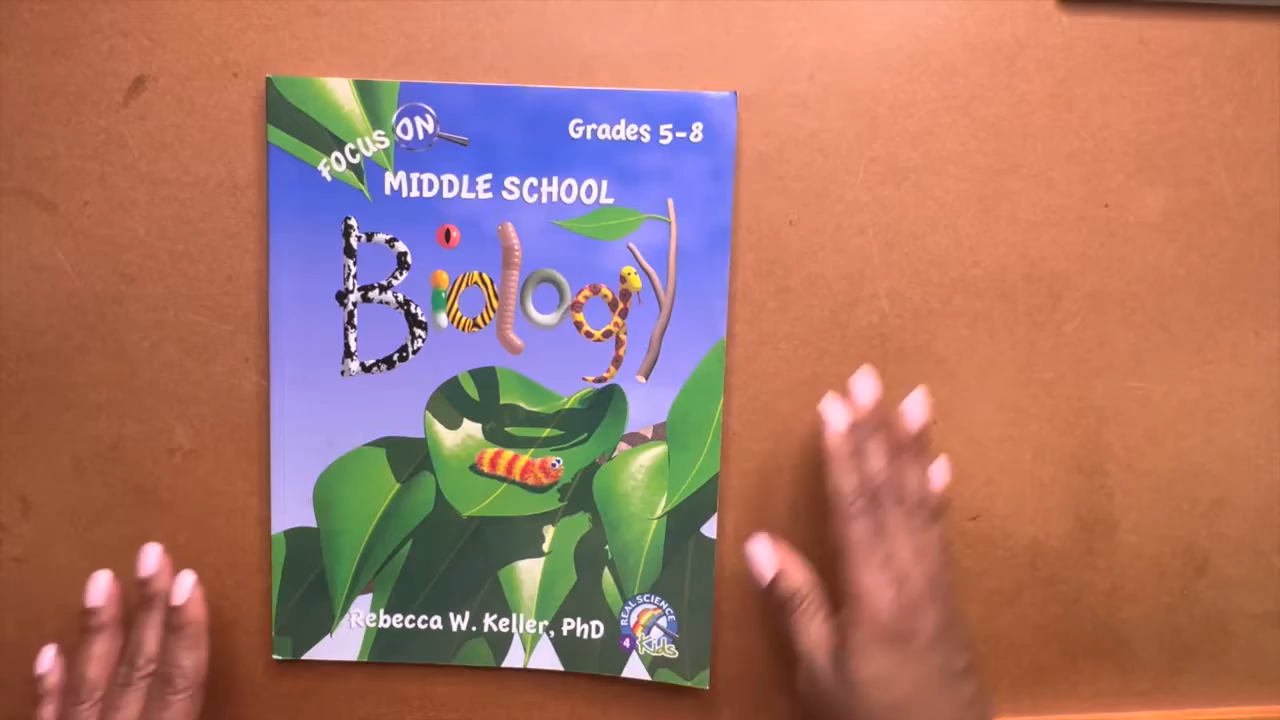 FOCUS ON
Grades 5-8
MIDDLE SCHOOL
Biology
Rebecca W. Keller, PhD
REAL SCIENCE
4 Kids